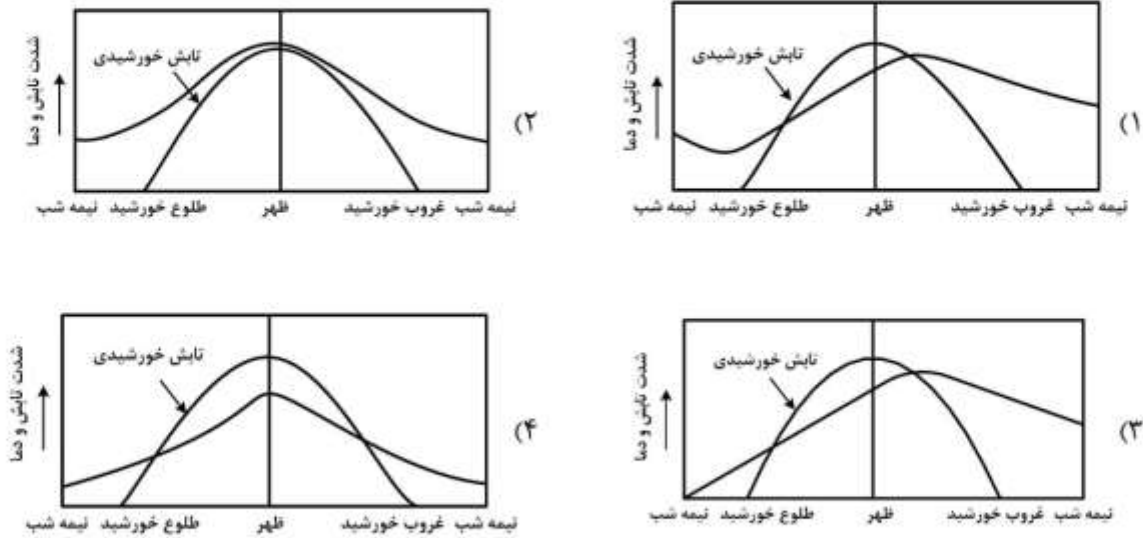 ۱)
شدت تابش و دما
تابش خورشیدی
نیمه شب غروب خورشید ظهر طلوع خورشید نیمه شب
۲)
شدت تابش و دما
تابش خورشیدی
نیمه شب غروب خورشید ظهر طلوع خورشید نیمه شب
۳)
شدت تابش و دما
تابش خورشیدی
نیمه شب غروب خورشید ظهر طلوع خورشید نیمه شب
۴)
شدت تابش و دما
تابش خورشیدی
نیمه شب غروب خورشید ظهر طلوع خورشید نیمه شب